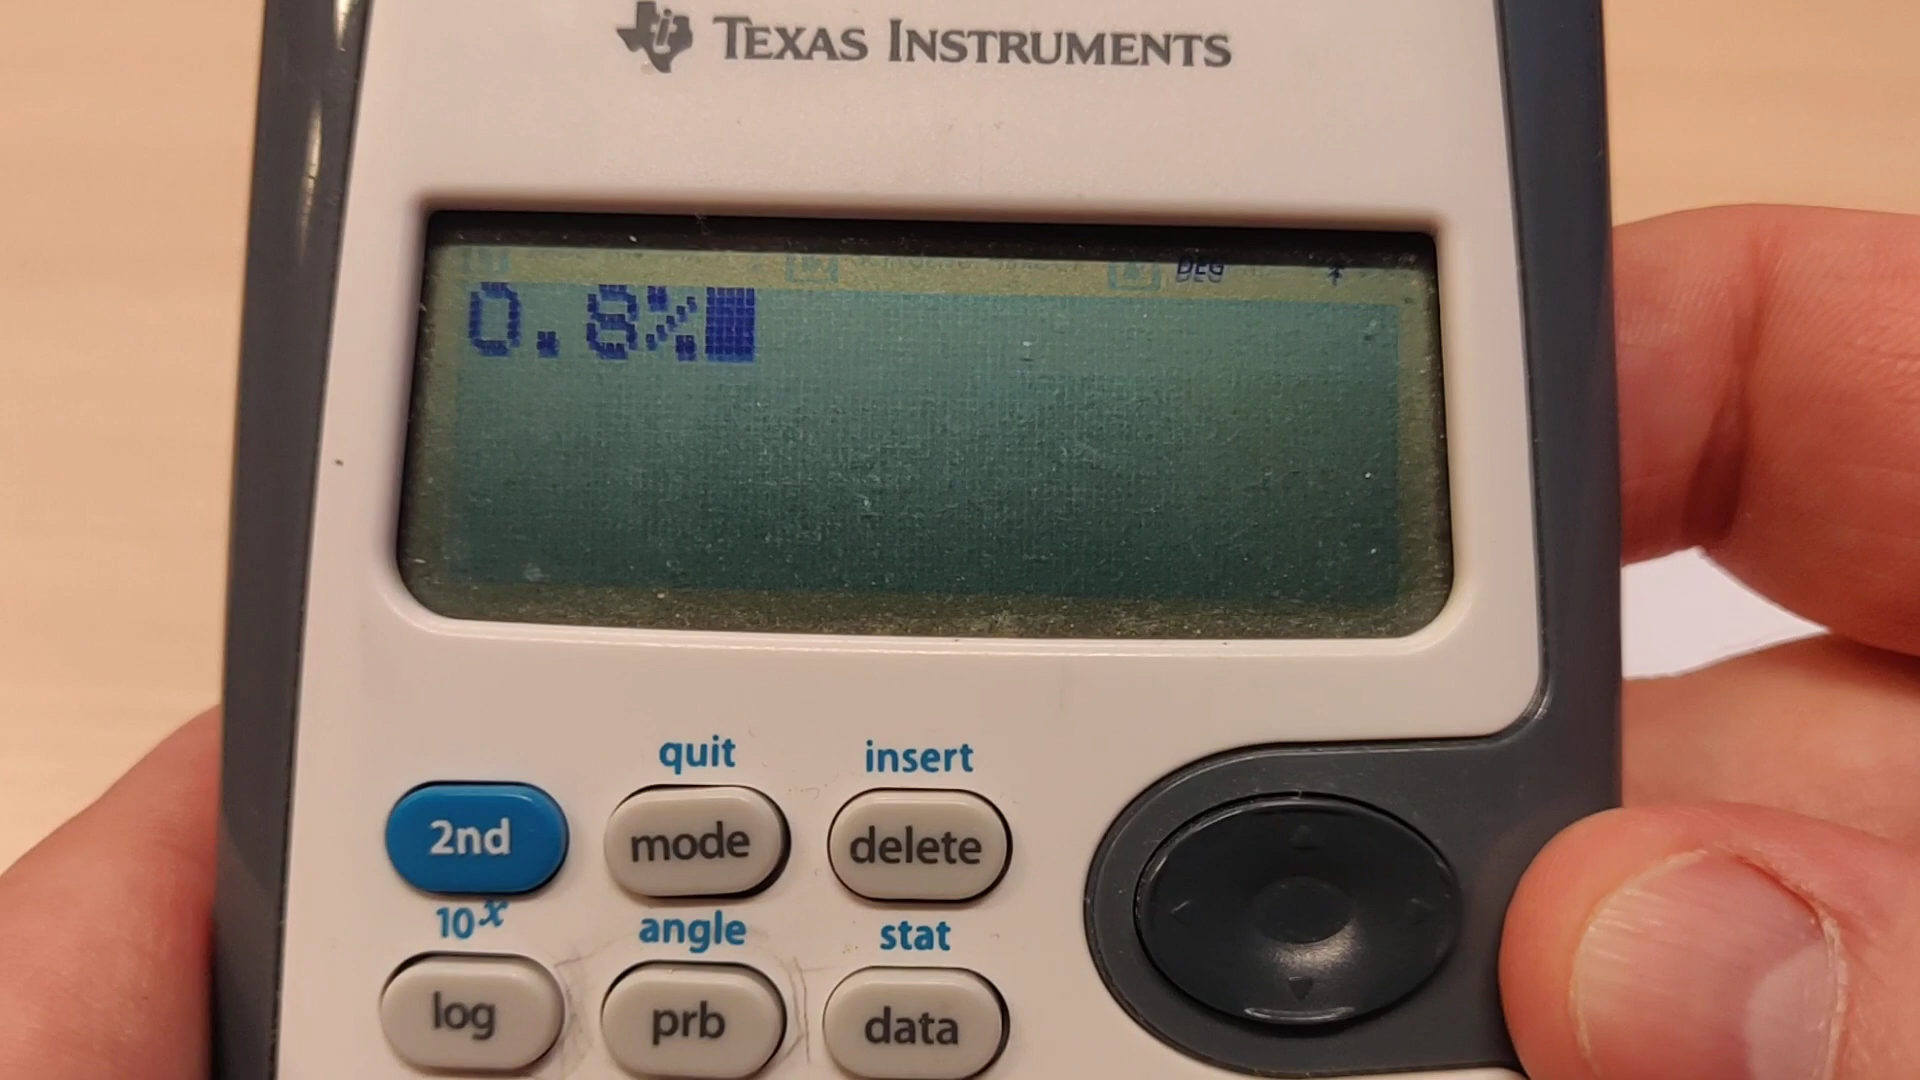 TEXAS INSTRUMENTS
DEG
0.8%
quit insert
2nd mode delete
10x angle stat
log prb data